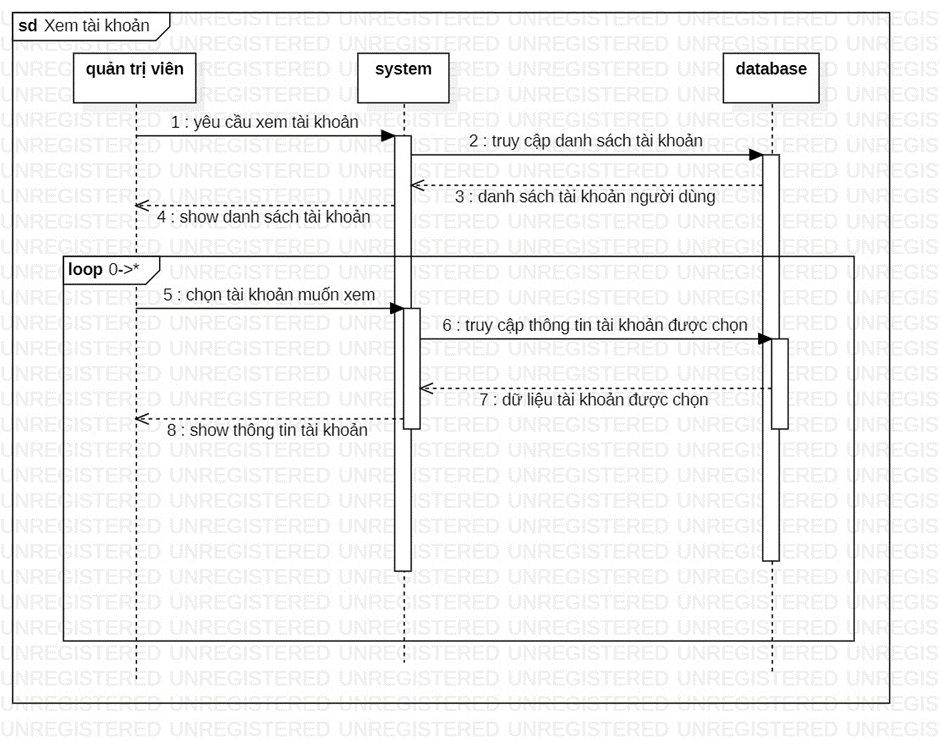 sd Xem tài khoản
quản trị viên
system
database
1 : yêu cầu xem tài khoản
2 : truy cập danh sách tài khoản
3 : danh sách tài khoản người dùng
4 : show danh sách tài khoản
loop 0->*
5 : chọn tài khoản muốn xem
6 : truy cập thông tin tài khoản được chọn
7 : dữ liệu tài khoản được chọn
8 : show thông tin tài khoản
UNREGISTERED